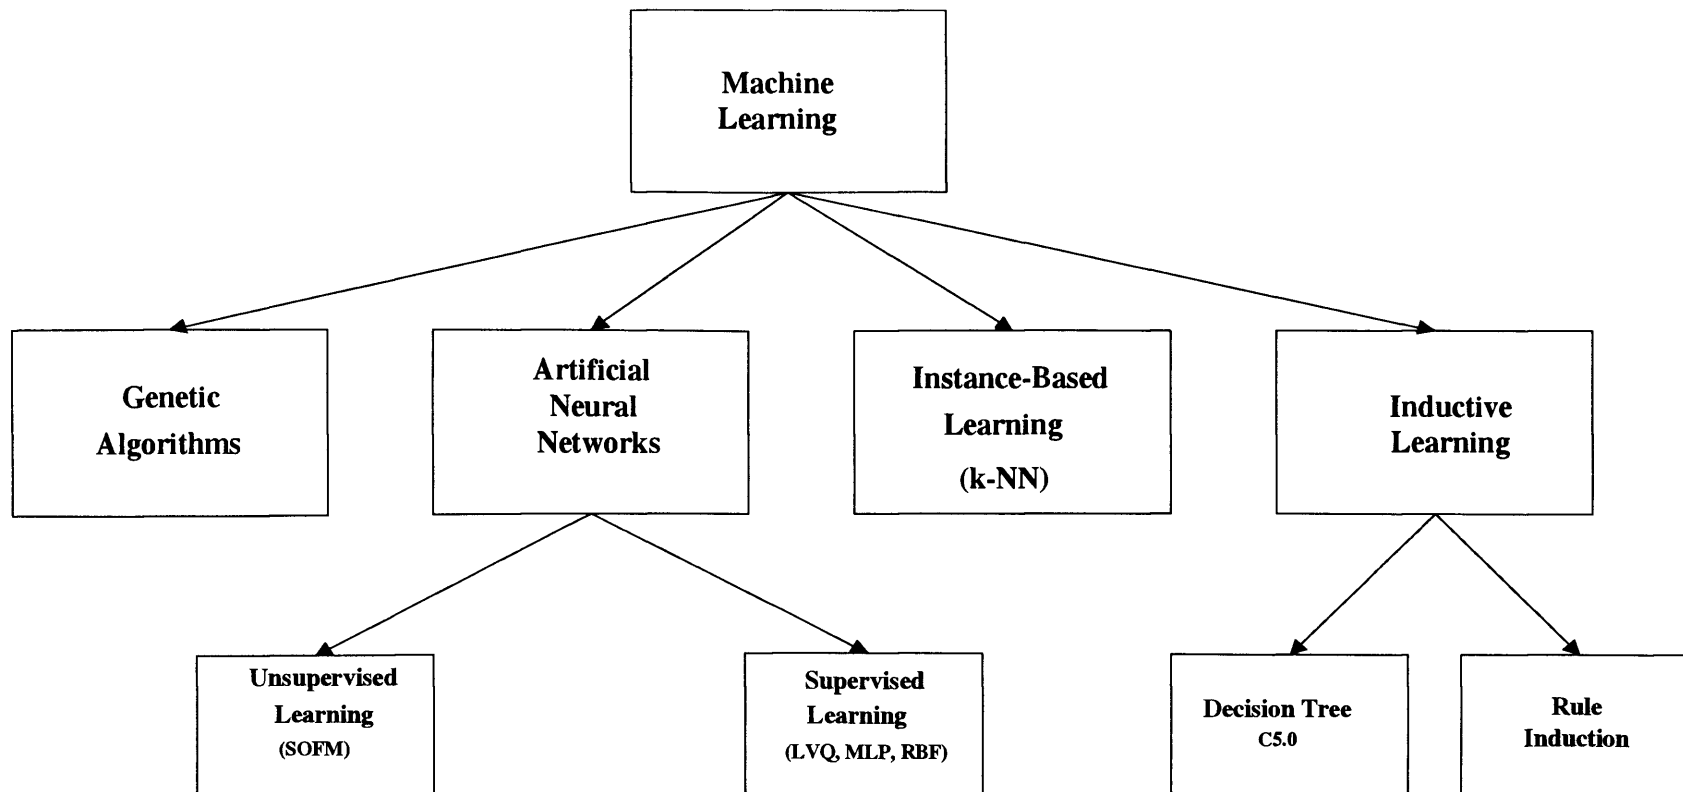 Machine
Learning
Genetic
Algorithms
Artificial
Neural
Networks
Instance-Based
Learning
(k-NN)
Inductive
Learning
Unsupervised
Learning
(SOFM)
Supervised
Learning
(LVQ, MLP, RBF)
Decision Tree
C5.0
Rule
Induction